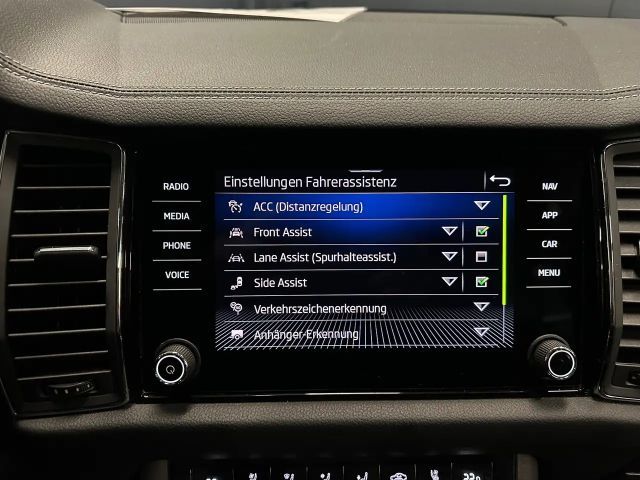 Einstellungen Fahrerassistenz
RADIO
MEDIA
PHONE
VOICE
ACC (Distanzregelung)
Front Assist
Lane Assist (Spurhalteassist.)
Side Assist
Verkehrszeichenerkennung
Anhänger-Erkennung
NAV
APP
CAR
MENU